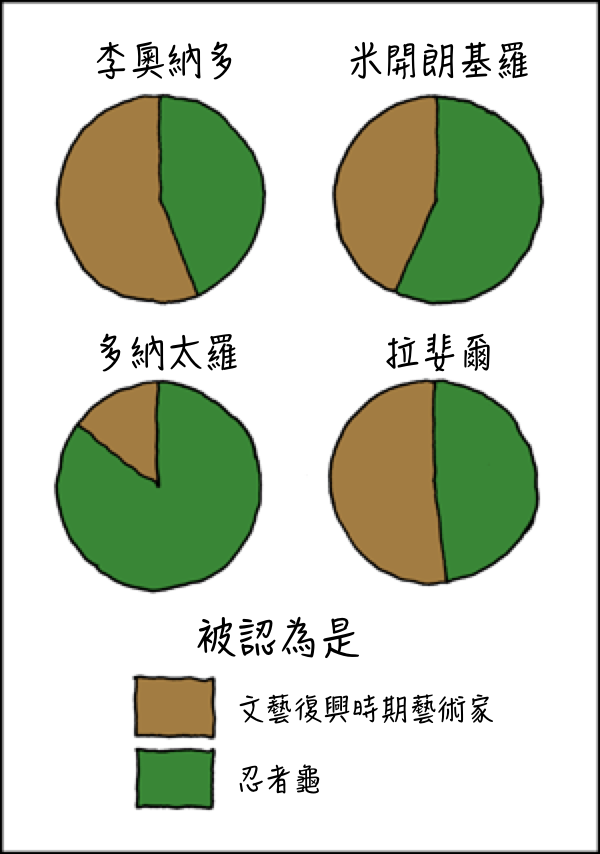 李奧納多
米開朗基羅
多納太羅
拉斐爾
被認為是
文藝復興時期藝術家
忍者龜